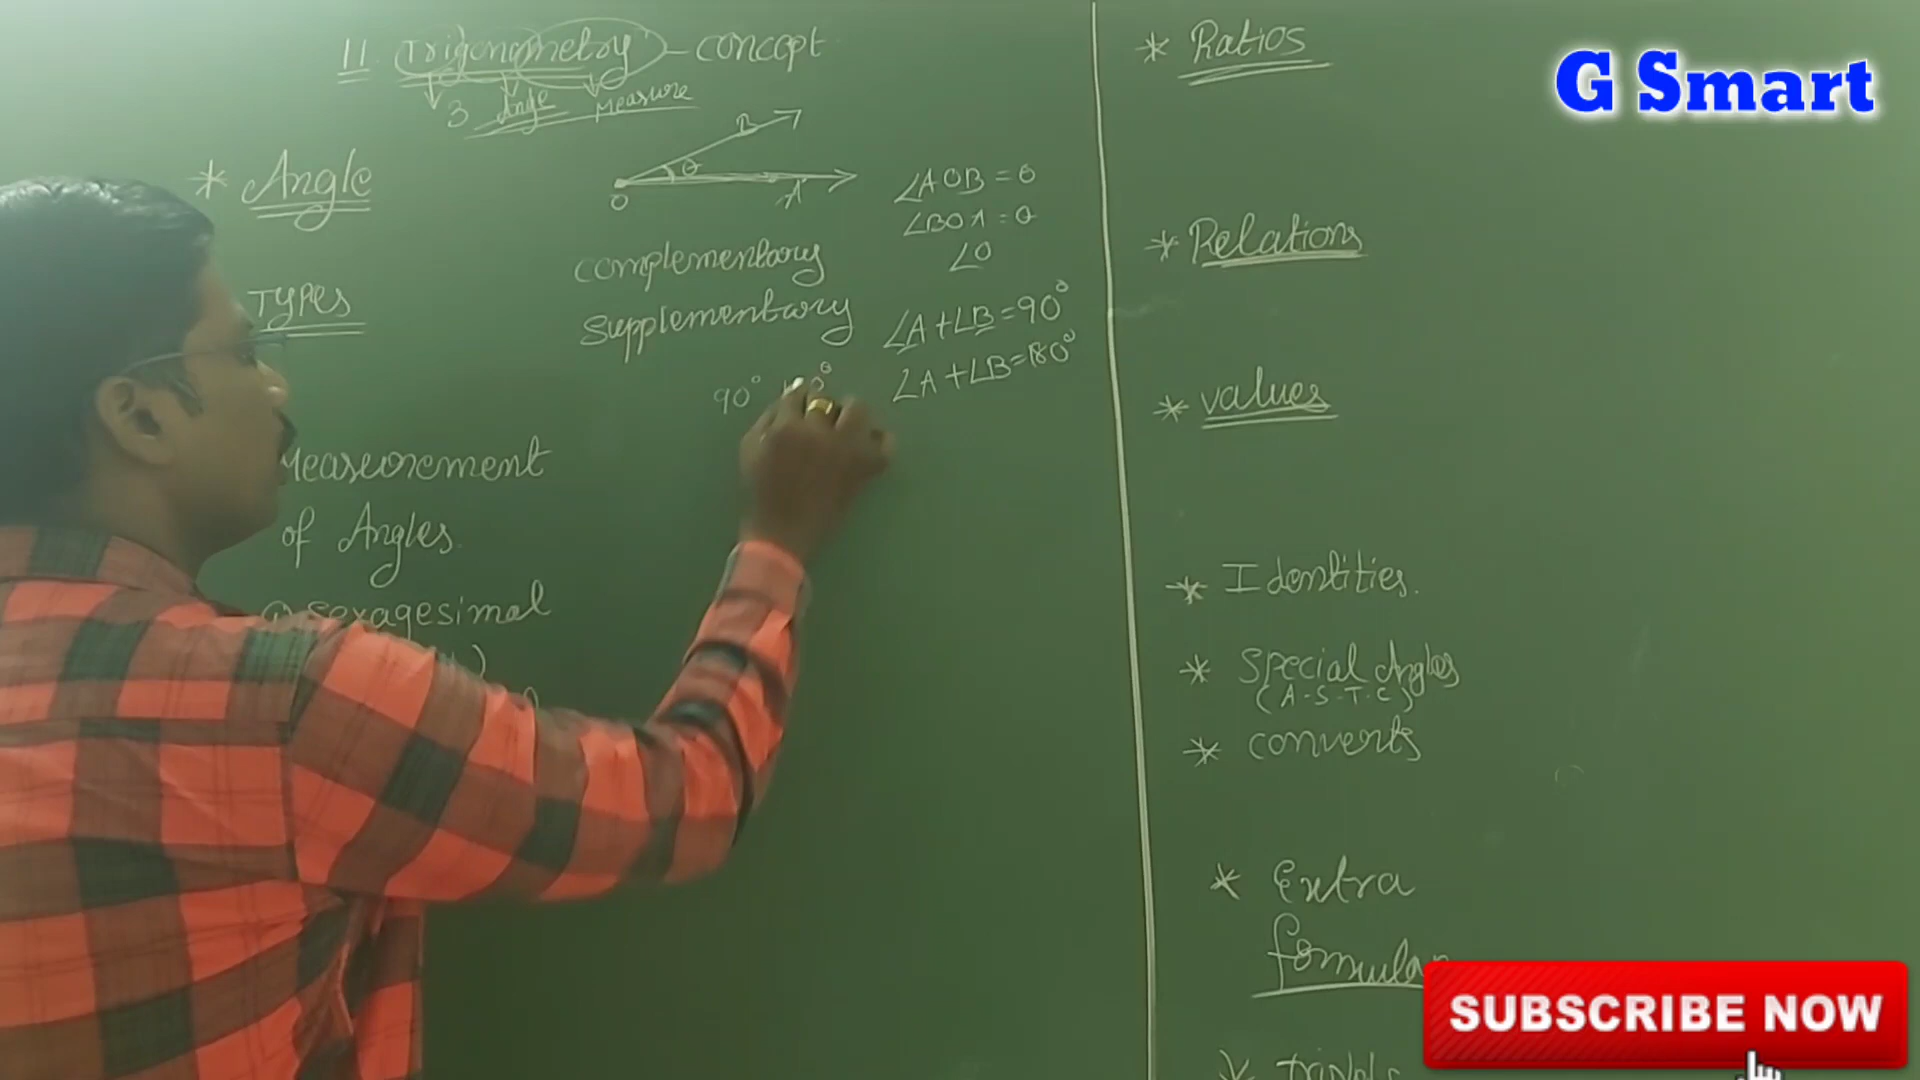 11. Trigonometry - concept
3 Angle Measure
* Angle
B
θ
O A
∠AOB = θ
∠BOA = θ
∠O
TYPES
complementary
supplementary
∠A+∠B=90°
∠A+∠B=180°
90°
Measurement
of Angles.
sexagesimal
* Ratios
* Relations
* values
* Identities.
* Special Angles
(A-S-T-C)
* converts
* Extra
G Smart
SUBSCRIBE NOW